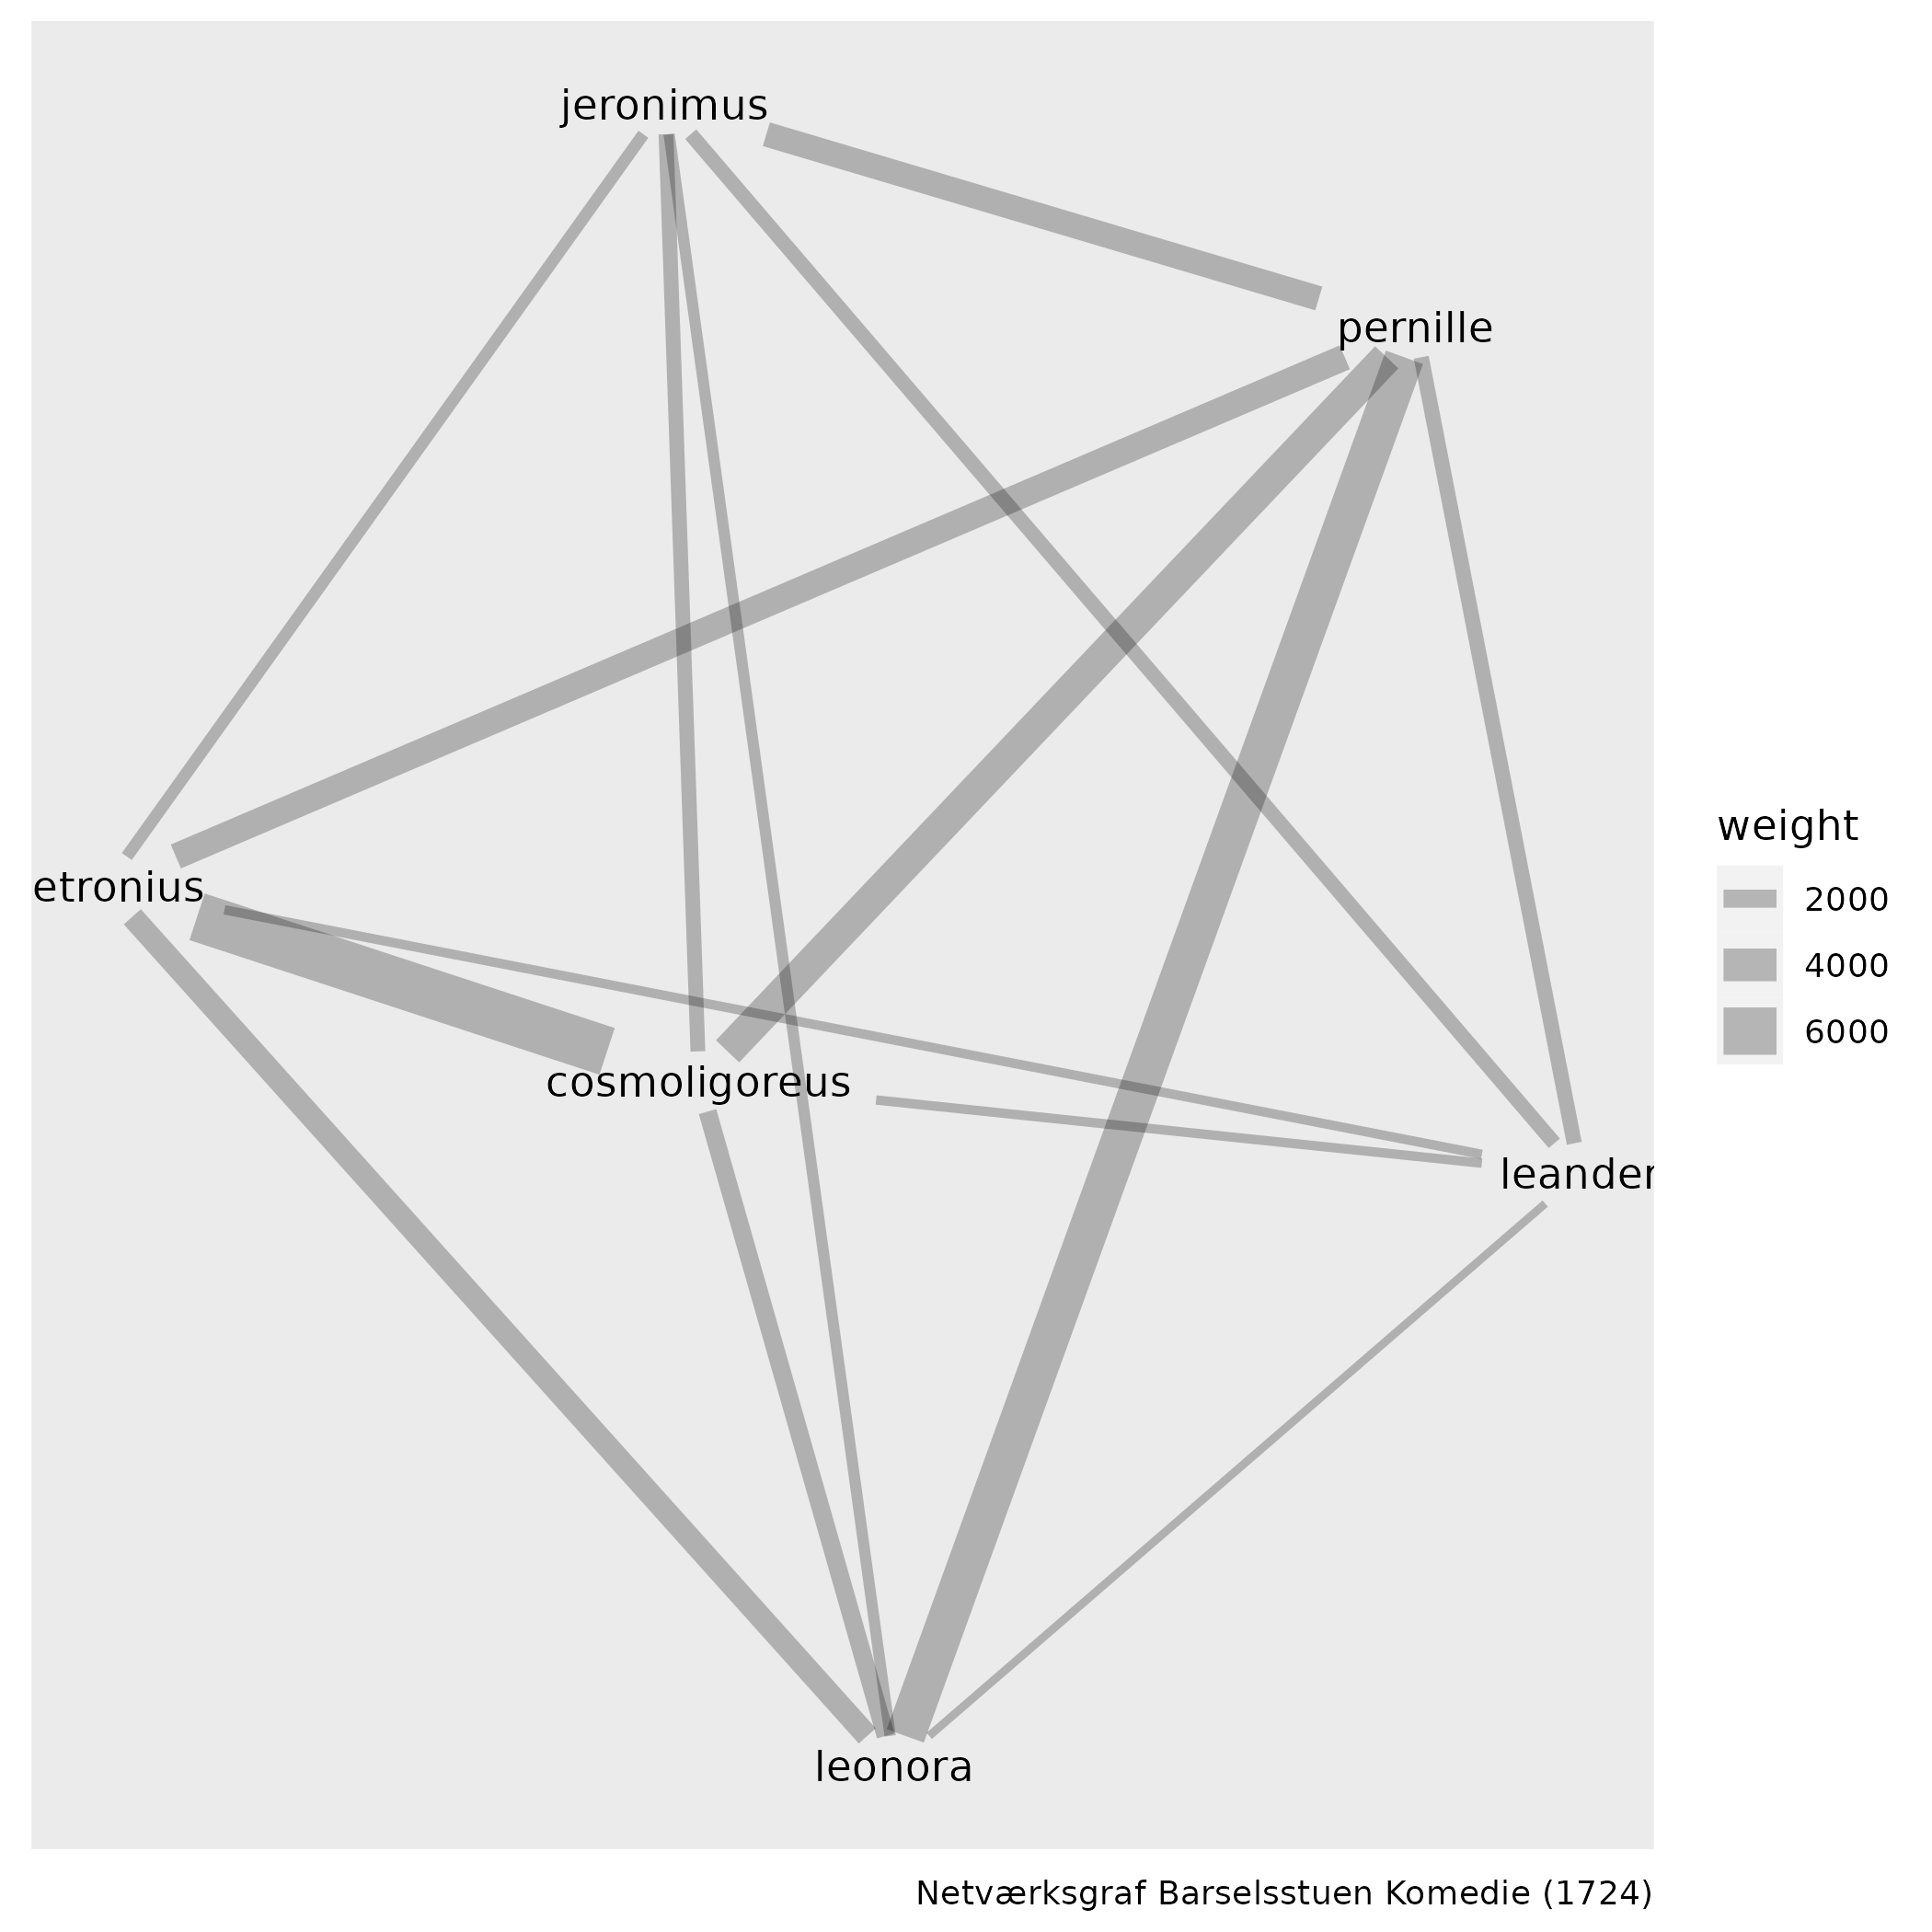 jeronimus
pernille
etronius
cosmoligoreus
leander
leonora
weight
2000
4000
6000
Netværksgraf Barselsstuen Komedie (1724)